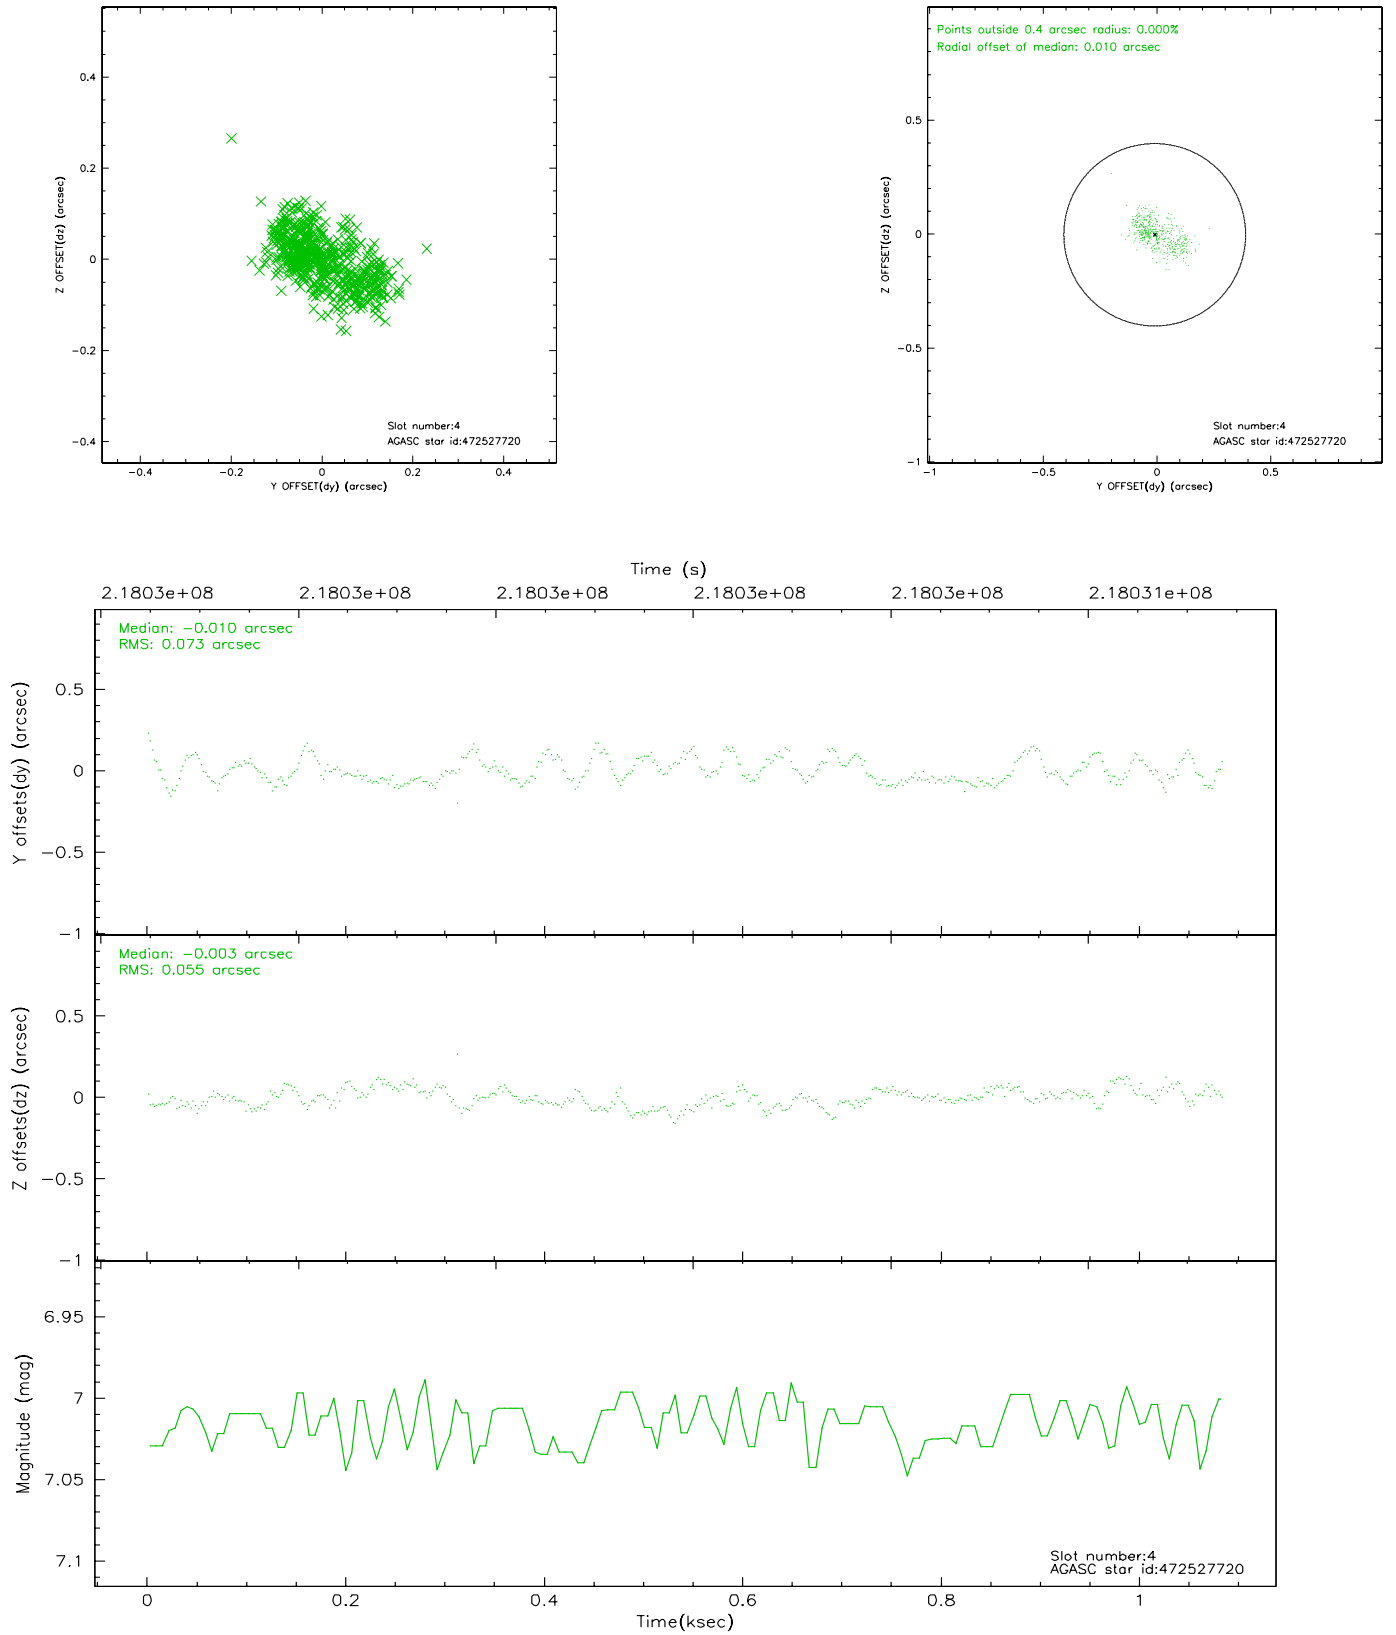 0.4
0.2
0
−0.2
−0.4
Z OFFSET(dz) (arcsec)
Slot number:4
AGASC star id:472527720
−0.4
−0.2
0
0.2
0.4
Y OFFSET(dy) (arcsec)
Points outside 0.4 arcsec radius: 0.000%
Radial offset of median: 0.010 arcsec
0.5
0
−0.5
−1
Z OFFSET(dz) (arcsec)
Slot number:4
AGASC star id:472527720
−1
−0.5
0
0.5
Y OFFSET(dy) (arcsec)
Time (s)
2.1803e+08
2.1803e+08
2.1803e+08
2.1803e+08
2.1803e+08
2.18031e+08
Median: −0.010 arcsec
RMS: 0.073 arcsec
0.5
0
−0.5
−1
Y offsets(dy) (arcsec)
Median: −0.003 arcsec
RMS: 0.055 arcsec
0.5
0
−0.5
−1
Z offsets(dz) (arcsec)
6.95
7
7.05
7.1
Magnitude (mag)
Slot number:4
AGASC star id:472527720
0
0.2
0.4
0.6
0.8
1
Time(ksec)